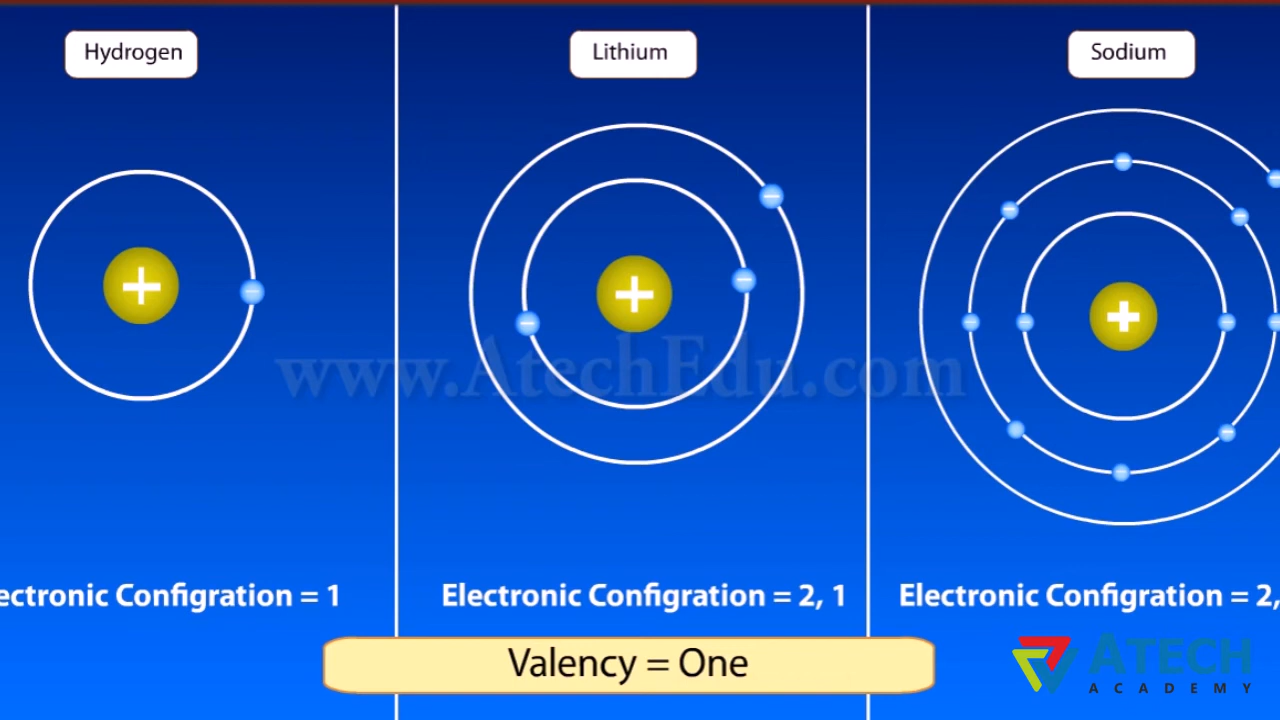 Hydrogen
Lithium
Sodium
www.AtechEdu.com
ectronic Configration = 1
Electronic Configration = 2, 1
Electronic Configration = 2,
Valency = One
ATECH
ACADEMY